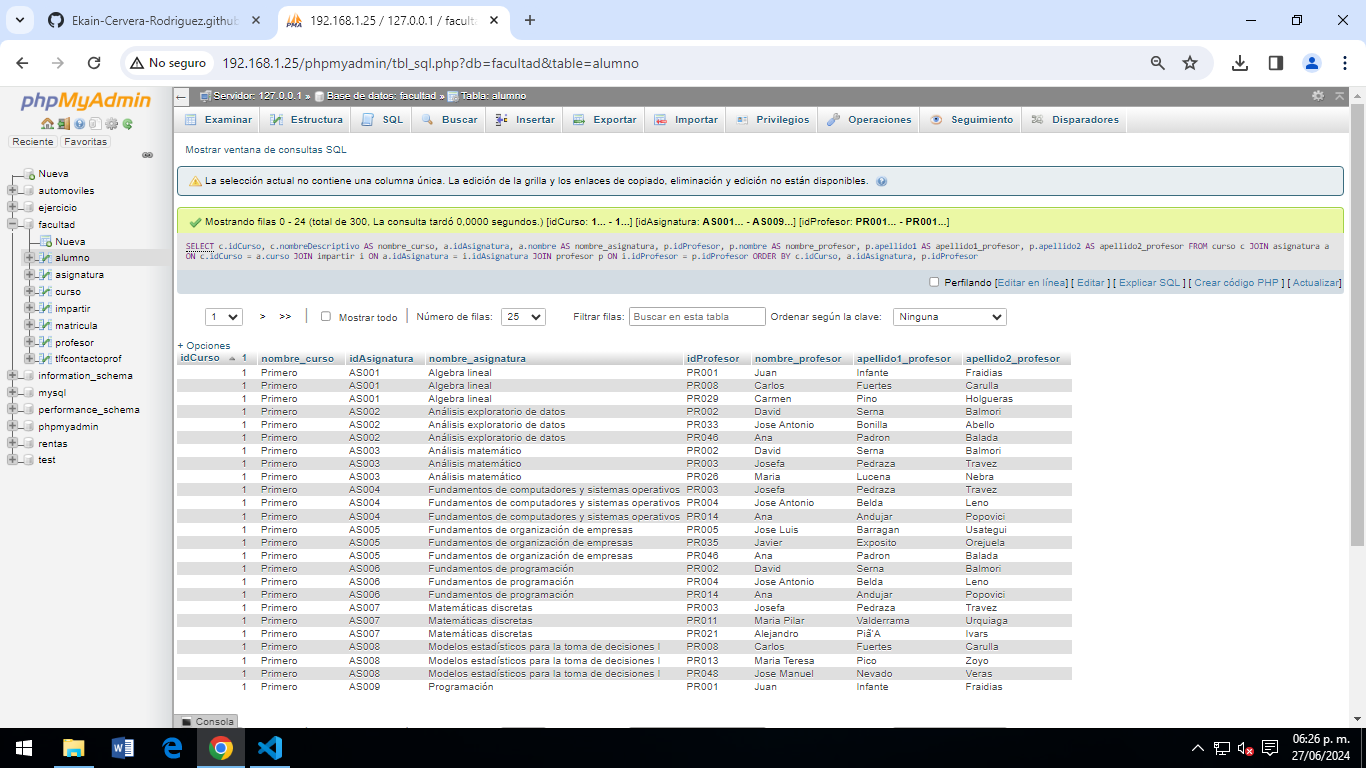 Ekain-Cervera-Rodriguez.github
192.168.1.25 / 127.0.0.1 / faculta
No seguro
192.168.1.25/phpmyadmin/tbl_sql.php?db=facultad&table=alumno
phpMyAdmin
Reciente Favoritas
Nueva
automoviles
ejercicio
facultad
Nueva
alumno
asignatura
curso
impartir
matricula
profesor
tlfcontactoprof
information_schema
mysql
performance_schema
phpmyadmin
rentas
test
Servidor: 127.0.0.1 » Base de datos: facultad » Tabla: alumno
Examinar Estructura SQL Buscar Insertar Exportar Importar Privilegios Operaciones Seguimiento Disparadores
Mostrar ventana de consultas SQL
La selección actual no contiene una columna única. La edición de la grilla y los enlaces de copiado, eliminación y edición no están disponibles.
Mostrando filas 0 - 24 (total de 300, La consulta tardó 0,0000 segundos.) [idCurso: 1... - 1...] [idAsignatura: AS001... - AS009...] [idProfesor: PR001... - PR001...]
SELECT c.idCurso, c.nombreDescriptivo AS nombre_curso, a.idAsignatura, a.nombre AS nombre_asignatura, p.idProfesor, p.nombre AS nombre_profesor, p.apellido1 AS apellido1_profesor, p.apellido2 AS apellido2_profesor FROM curso c JOIN asignatura a
ON c.idCurso = a.curso JOIN impartir i ON a.idAsignatura = i.idAsignatura JOIN profesor p ON i.idProfesor = p.idProfesor ORDER BY c.idCurso, a.idAsignatura, p.idProfesor
Perfilando [Editar en línea] [ Editar ] [ Explicar SQL ] [ Crear código PHP ] [ Actualizar]
1 > >> Mostrar todo Número de filas: 25 Filtrar filas: Buscar en esta tabla Ordenar según la clave: Ninguna
+ Opciones
idCurso 1 nombre_curso idAsignatura nombre_asignatura idProfesor nombre_profesor apellido1_profesor apellido2_profesor
1 Primero AS001 Algebra lineal PR001 Juan Infante Fraidias
1 Primero AS001 Algebra lineal PR008 Carlos Fuertes Carulla
1 Primero AS001 Algebra lineal PR029 Carmen Pino Holgueras
1 Primero AS002 Análisis exploratorio de datos PR002 David Serna Balmori
1 Primero AS002 Análisis exploratorio de datos PR033 Jose Antonio Bonilla Abello
1 Primero AS002 Análisis exploratorio de datos PR046 Ana Padron Balada
1 Primero AS003 Análisis matemático PR002 David Serna Balmori
1 Primero AS003 Análisis matemático PR003 Josefa Pedraza Travez
1 Primero AS003 Análisis matemático PR026 Maria Lucena Nebra
1 Primero AS004 Fundamentos de computadores y sistemas operativos PR003 Josefa Pedraza Travez
1 Primero AS004 Fundamentos de computadores y sistemas operativos PR004 Jose Antonio Belda Leno
1 Primero AS004 Fundamentos de computadores y sistemas operativos PR014 Ana Andujar Popovici
1 Primero AS005 Fundamentos de organización de empresas PR005 Jose Luis Barragan Usategui
1 Primero AS005 Fundamentos de organización de empresas PR035 Javier Exposito Orejuela
1 Primero AS005 Fundamentos de organización de empresas PR046 Ana Padron Balada
1 Primero AS006 Fundamentos de programación PR002 David Serna Balmori
1 Primero AS006 Fundamentos de programación PR004 Jose Antonio Belda Leno
1 Primero AS006 Fundamentos de programación PR014 Ana Andujar Popovici
1 Primero AS007 Matemáticas discretas PR003 Josefa Pedraza Travez
1 Primero AS007 Matemáticas discretas PR011 Maria Pilar Valderrama Urquiaga
1 Primero AS007 Matemáticas discretas PR021 Alejandro Piã'A Ivars
1 Primero AS008 Modelos estadísticos para la toma de decisiones I PR008 Carlos Fuertes Carulla
1 Primero AS008 Modelos estadísticos para la toma de decisiones I PR013 Maria Teresa Pico Zoyo
1 Primero AS008 Modelos estadísticos para la toma de decisiones I PR048 Jose Manuel Nevado Veras
1 Primero AS009 Programación PR001 Juan Infante Fraidias
Consola
06:26 p. m.
27/06/2024